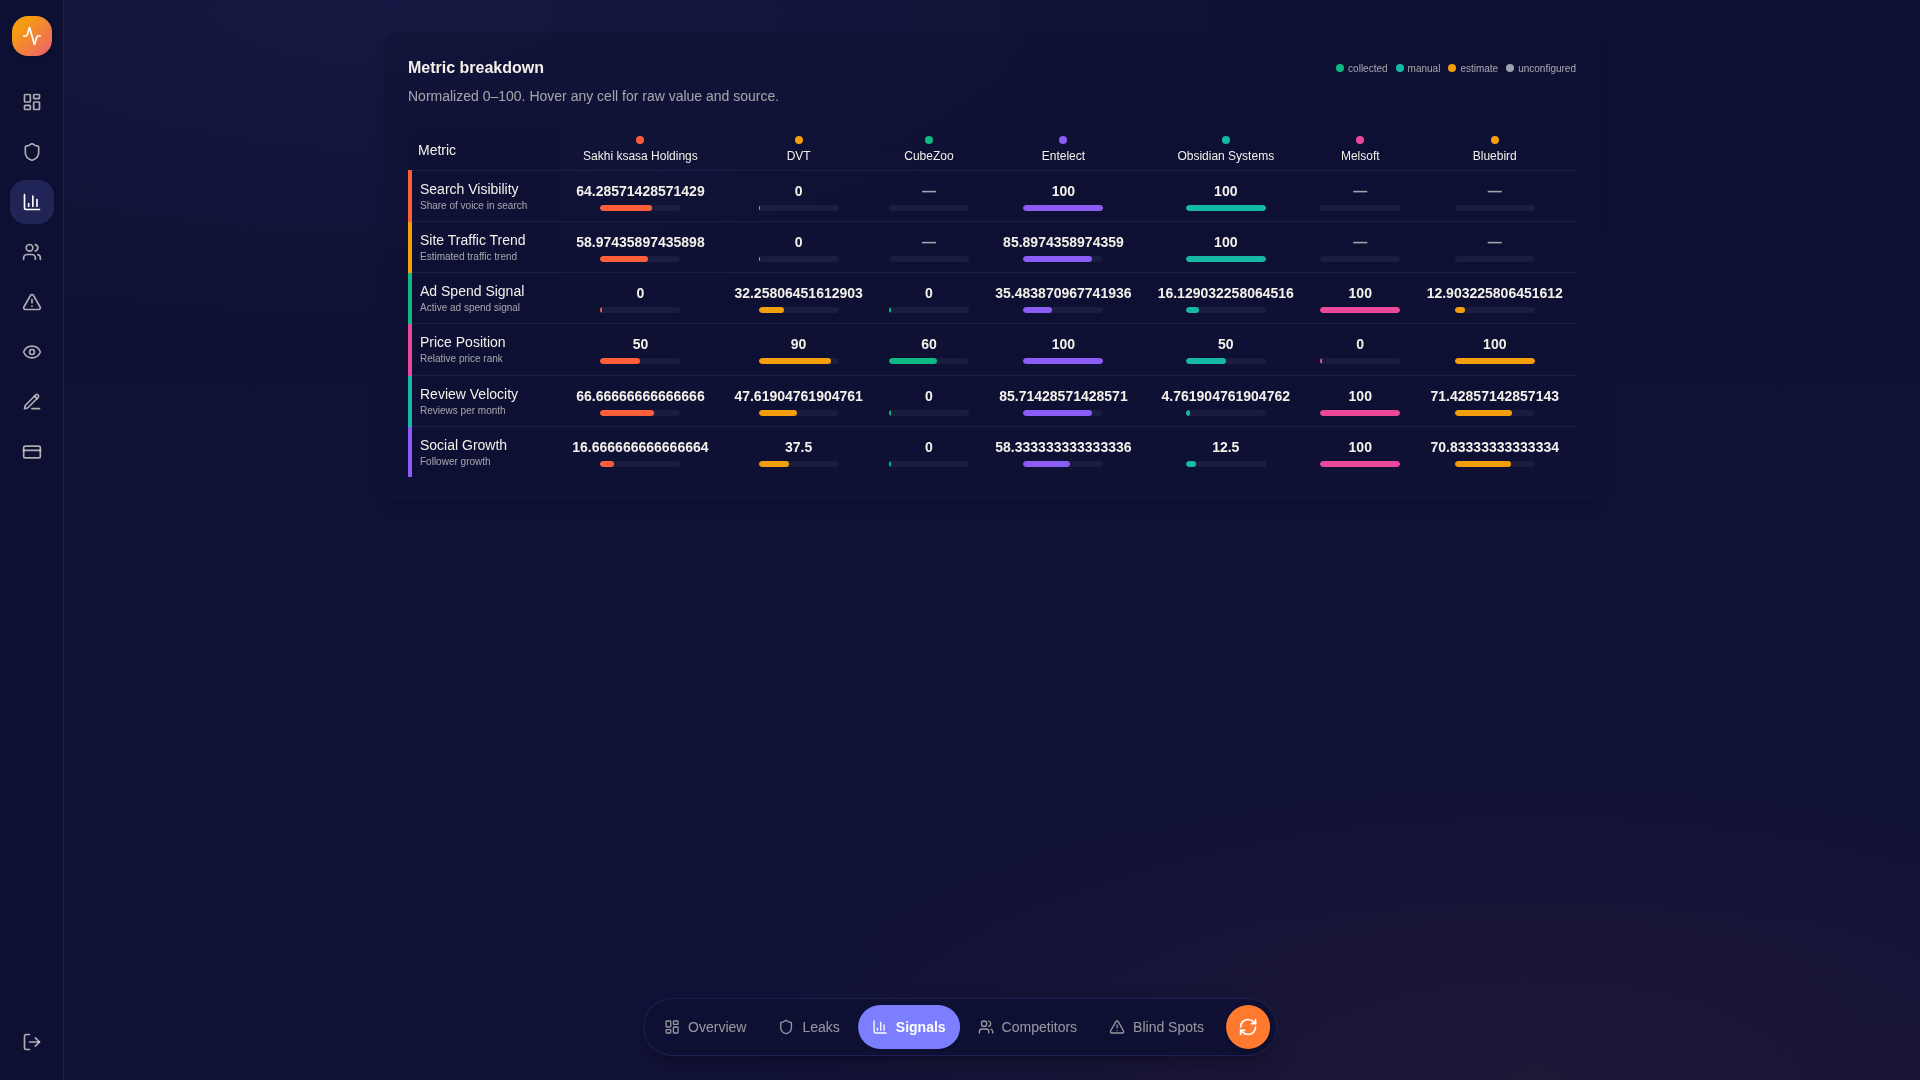 Metric breakdown
collected manual estimate unconfigured
Normalized 0–100. Hover any cell for raw value and source.
Metric Sakhi ksasa Holdings DVT CubeZoo Entelect Obsidian Systems Melsoft Bluebird
Search Visibility 64.28571428571429 0 — 100 100 — —
Share of voice in search
Site Traffic Trend 58.97435897435898 0 — 85.8974358974359 100 — —
Estimated traffic trend
Ad Spend Signal 0 32.25806451612903 0 35.483870967741936 16.129032258064516 100 12.903225806451612
Active ad spend signal
Price Position 50 90 60 100 50 0 100
Relative price rank
Review Velocity 66.66666666666666 47.61904761904761 0 85.71428571428571 4.761904761904762 100 71.42857142857143
Reviews per month
Social Growth 16.666666666666664 37.5 0 58.333333333333336 12.5 100 70.83333333333334
Follower growth
Overview Leaks Signals Competitors Blind Spots